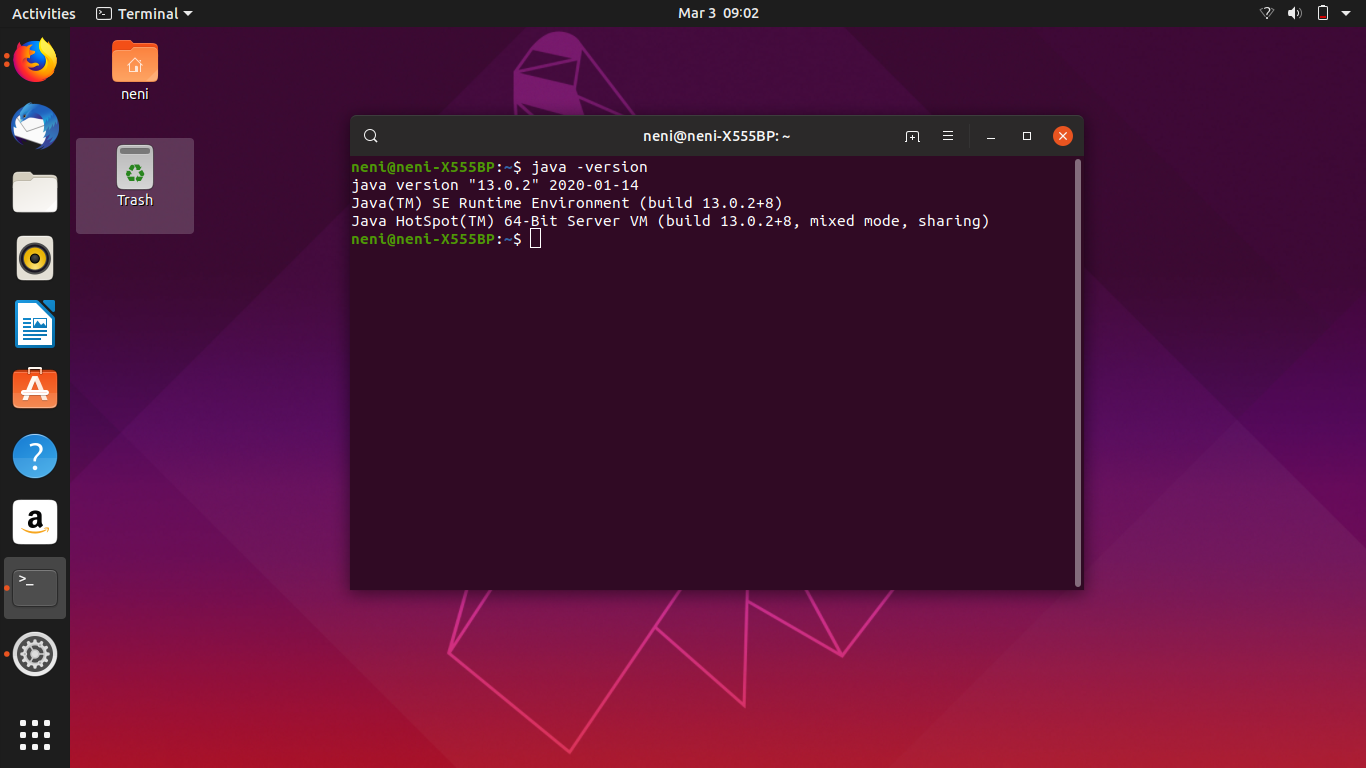 Activities
Terminal
Mar 3 09:02
neni
Trash
neni@neni-X555BP: ~
neni@neni-X555BP:~$ java -version
java version "13.0.2" 2020-01-14
Java(TM) SE Runtime Environment (build 13.0.2+8)
Java HotSpot(TM) 64-Bit Server VM (build 13.0.2+8, mixed mode, sharing)
neni@neni-X555BP:~$